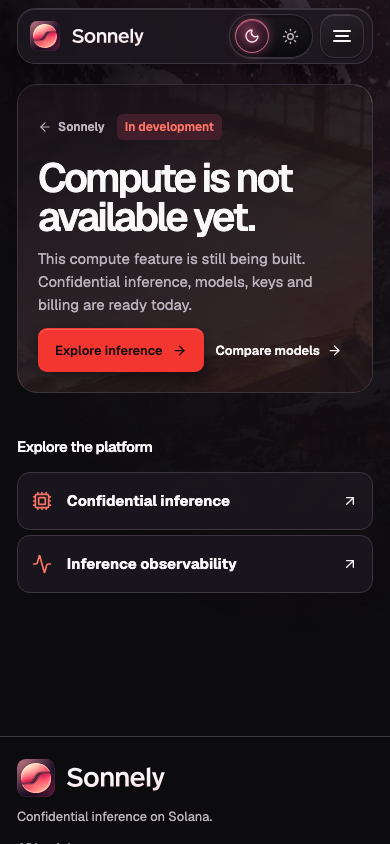 Sonnely
Sonnely
In development
Compute is not
available yet.
This compute feature is still being built.
Confidential inference, models, keys and
billing are ready today.
Explore inference
Compare models
Explore the platform
Confidential inference
Inference observability
Sonnely
Confidential inference on Solana.